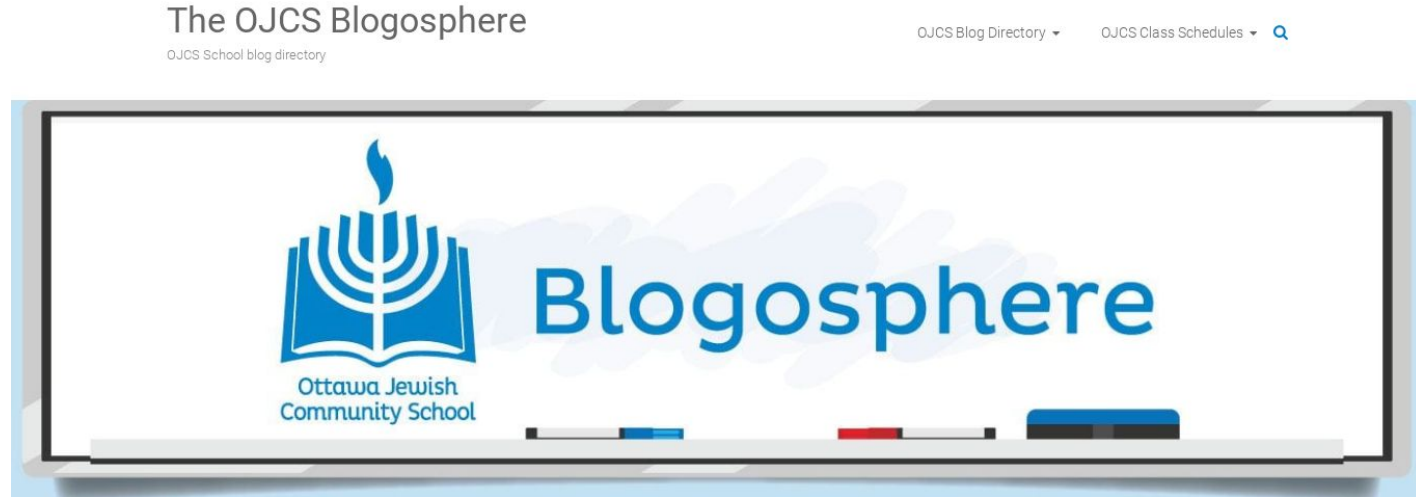 The OJCS Blogosphere
OJCS School blog directory
OJCS Blog Directory
OJCS Class Schedules
Blogosphere
Ottawa Jewish
Community School